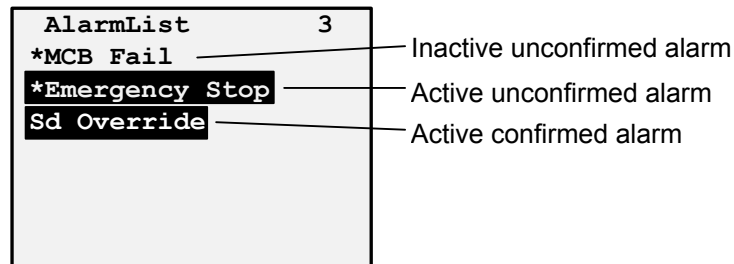 AlarmList 3
*MCB Fail
Inactive unconfirmed alarm
*Emergency Stop
Active unconfirmed alarm
Sd Override
Active confirmed alarm